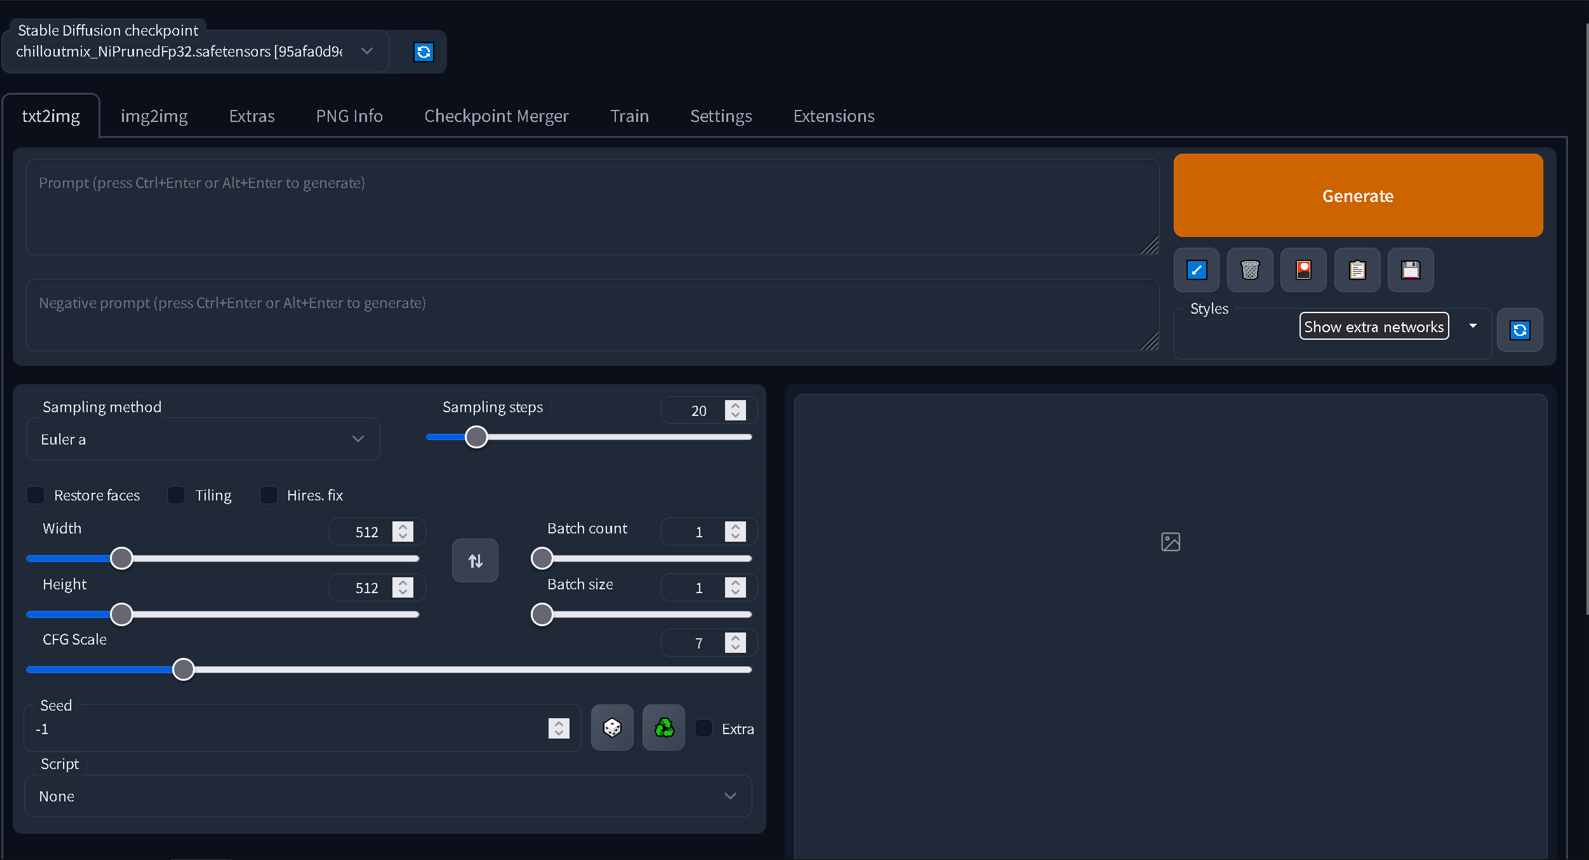 Stable Diffusion checkpoint
chilloutmix_NiPrunedFp32.safetensors [95afa0d9e
txt2img img2img Extras PNG Info Checkpoint Merger Train Settings Extensions
Prompt (press Ctrl+Enter or Alt+Enter to generate)
Generate
Negative prompt (press Ctrl+Enter or Alt+Enter to generate)
Styles
Show extra networks
Sampling method
Euler a
Sampling steps
20
Restore faces Tiling Hires. fix
Width
512
Batch count
1
Height
512
Batch size
1
CFG Scale
7
Seed
-1
Extra
Script
None